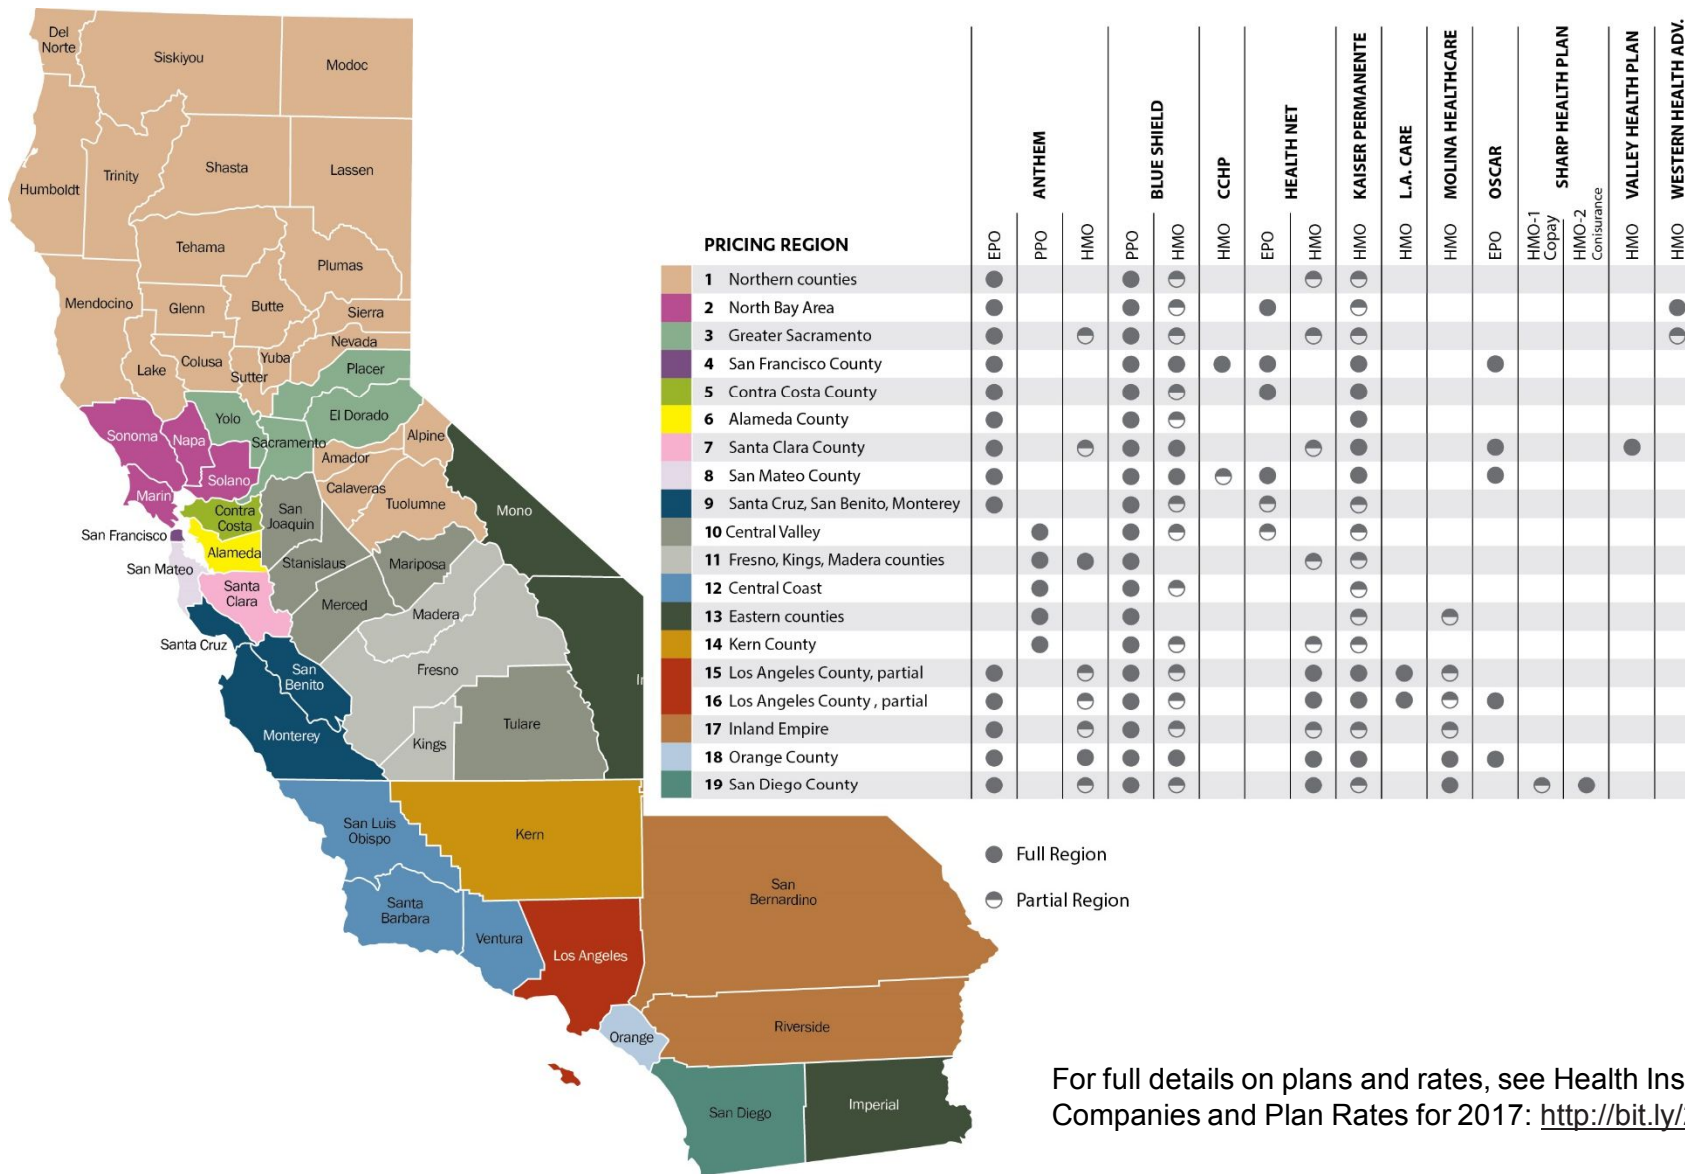 Del
Norte
Siskiyou
Modoc
Humboldt
Trinity
Shasta
Lassen
Tehama
Plumas
Mendocino
Glenn
Butte
Sierra
Nevada
Lake
Colusa
Sutter
Yuba
Placer
Yolo
El Dorado
Sonoma
Napa
Sacramento
Alpine
Amador
Solano
Marin
Calaveras
Tuolumne
Contra
Costa
San
Joaquin
Mono
San Francisco
Alameda
San Mateo
Stanislaus
Mariposa
Santa
Clara
Merced
Madera
Santa Cruz
San
Benito
Fresno
In
Monterey
Kings
Tulare
San Luis
Obispo
Kern
Santa
Barbara
Ventura
Los Angeles
San
Bernardino
Orange
Riverside
San Diego
Imperial
ANTHEM
BLUE SHIELD
CCHP
HEALTH NET
KAISER PERMANENTE
L.A. CARE
MOLINA HEALTHCARE
OSCAR
SHARP HEALTH PLAN
VALLEY HEALTH PLAN
WESTERN HEALTH ADV.
PRICING REGION
EPO
PPO
HMO
PPO
HMO
HMO
EPO
HMO
HMO
HMO
HMO
EPO
HMO-1
Copay
HMO-2
Conisurance
HMO
HMO
1 Northern counties
2 North Bay Area
3 Greater Sacramento
4 San Francisco County
5 Contra Costa County
6 Alameda County
7 Santa Clara County
8 San Mateo County
9 Santa Cruz, San Benito, Monterey
10 Central Valley
11 Fresno, Kings, Madera counties
12 Central Coast
13 Eastern counties
14 Kern County
15 Los Angeles County, partial
16 Los Angeles County , partial
17 Inland Empire
18 Orange County
19 San Diego County
Full Region
Partial Region
For full details on plans and rates, see Health Ins
Companies and Plan Rates for 2017: http://bit.ly/